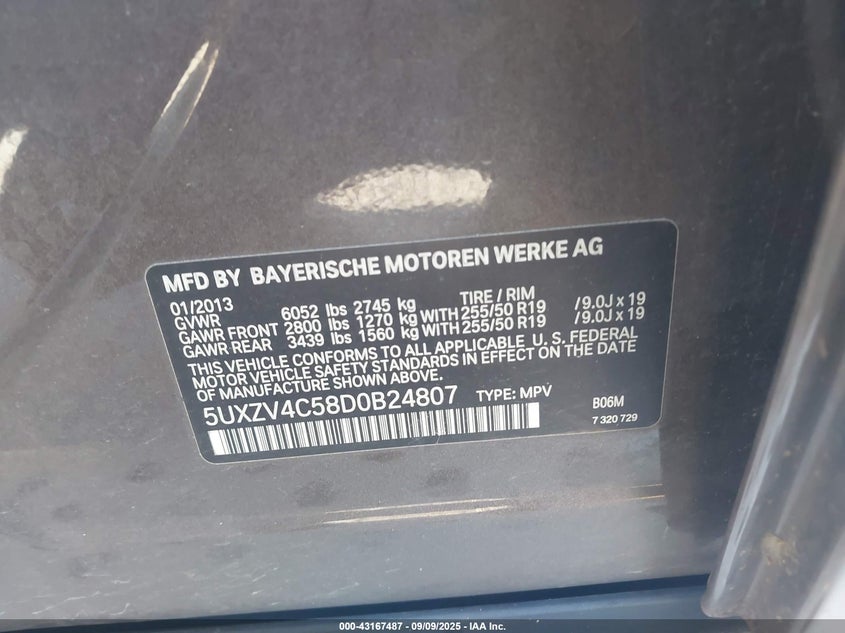 MFD BY BAYERISCHE MOTOREN WERKE AG
01/2013 TIRE / RIM
GVWR 6052 lbs 2745 kg
GAWR FRONT 2800 lbs 1270 kg WITH 255/50 R19 /9.0J x 19
GAWR REAR 3439 lbs 1560 kg WITH 255/50 R19 /9.0J x 19
THIS VEHICLE CONFORMS TO ALL APPLICABLE U.S. FEDERAL
MOTOR VEHICLE SAFETY STANDARDS IN EFFECT ON THE DATE
OF MANUFACTURE SHOWN ABOVE.
5UXZV4C58D0B24807 TYPE: MPV B06M
7 320 729
000-43167487 - 09/09/2025 - IAA Inc.